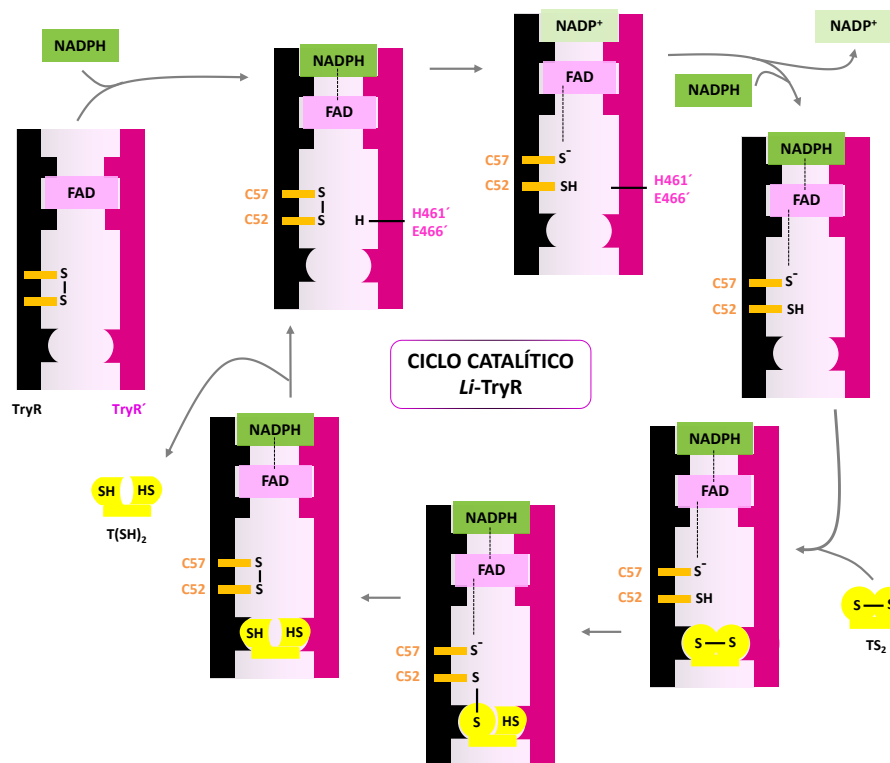 NADPH
FAD
S
S
TryR
TryR´
NADPH
FAD
C57
S
C52
S
H
H461´
E466´
NADP⁺
FAD
C57
S⁻
C52
SH
H461´
E466´
NADPH
NADP⁺
NADPH
FAD
C57
S⁻
C52
SH
CICLO CATALÍTICO
Li-TryR
NADPH
FAD
C57
S⁻
C52
SH
S–S
S–S
TS₂
NADPH
FAD
C57
S⁻
C52
S
S
HS
NADPH
FAD
C57
S
C52
S
SH
HS
SH
HS
T(SH)₂